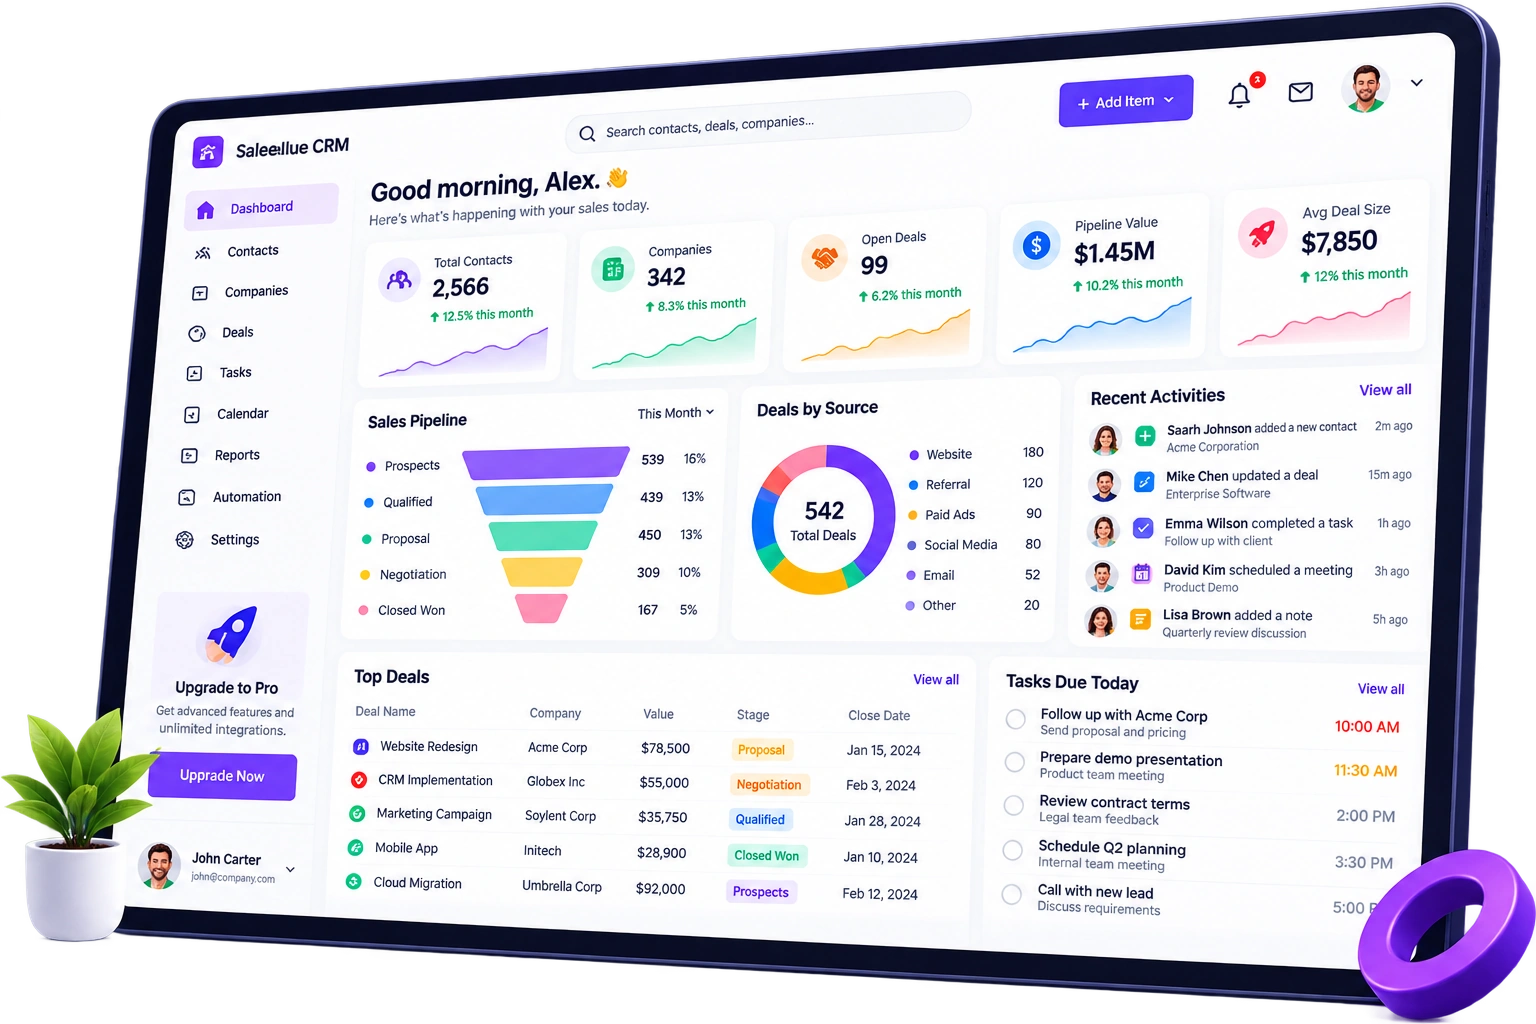 Saleellue CRM
Search contacts, deals, companies...
+ Add Item
Dashboard
Contacts
Companies
Deals
Tasks
Calendar
Reports
Automation
Settings
Upgrade to Pro
Get advanced features and
unlimited integrations.
Upgrade Now
John Carter
john@company.com
Good morning, Alex. 👋
Here's what's happening with your sales today.
Total Contacts
2,566
↑ 12.5% this month
Companies
342
↑ 8.3% this month
Open Deals
99
↑ 6.2% this month
Pipeline Value
$1.45M
↑ 10.2% this month
Avg Deal Size
$7,850
↑ 12% this month
Sales Pipeline
This Month
Prospects 539 16%
Qualified 439 13%
Proposal 450 13%
Negotiation 309 10%
Closed Won 167 5%
Deals by Source
542
Total Deals
Website 180
Referral 120
Paid Ads 90
Social Media 80
Email 52
Other 20
Recent Activities
View all
Saarh Johnson added a new contact 2m ago
Acme Corporation
Mike Chen updated a deal 15m ago
Enterprise Software
Emma Wilson completed a task 1h ago
Follow up with client
David Kim scheduled a meeting 3h ago
Product Demo
Lisa Brown added a note 5h ago
Quarterly review discussion
Top Deals
View all
Deal Name Company Value Stage Close Date
Website Redesign Acme Corp $78,500 Proposal Jan 15, 2024
CRM Implementation Globex Inc $55,000 Negotiation Feb 3, 2024
Marketing Campaign Soylent Corp $35,750 Qualified Jan 28, 2024
Mobile App Initech $28,900 Closed Won Jan 10, 2024
Cloud Migration Umbrella Corp $92,000 Prospects Feb 12, 2024
Tasks Due Today
View all
Follow up with Acme Corp 10:00 AM
Send proposal and pricing
Prepare demo presentation 11:30 AM
Product team meeting
Review contract terms 2:00 PM
Legal team feedback
Schedule Q2 planning 3:30 PM
Internal team meeting
Call with new lead 5:00
Discuss requirements